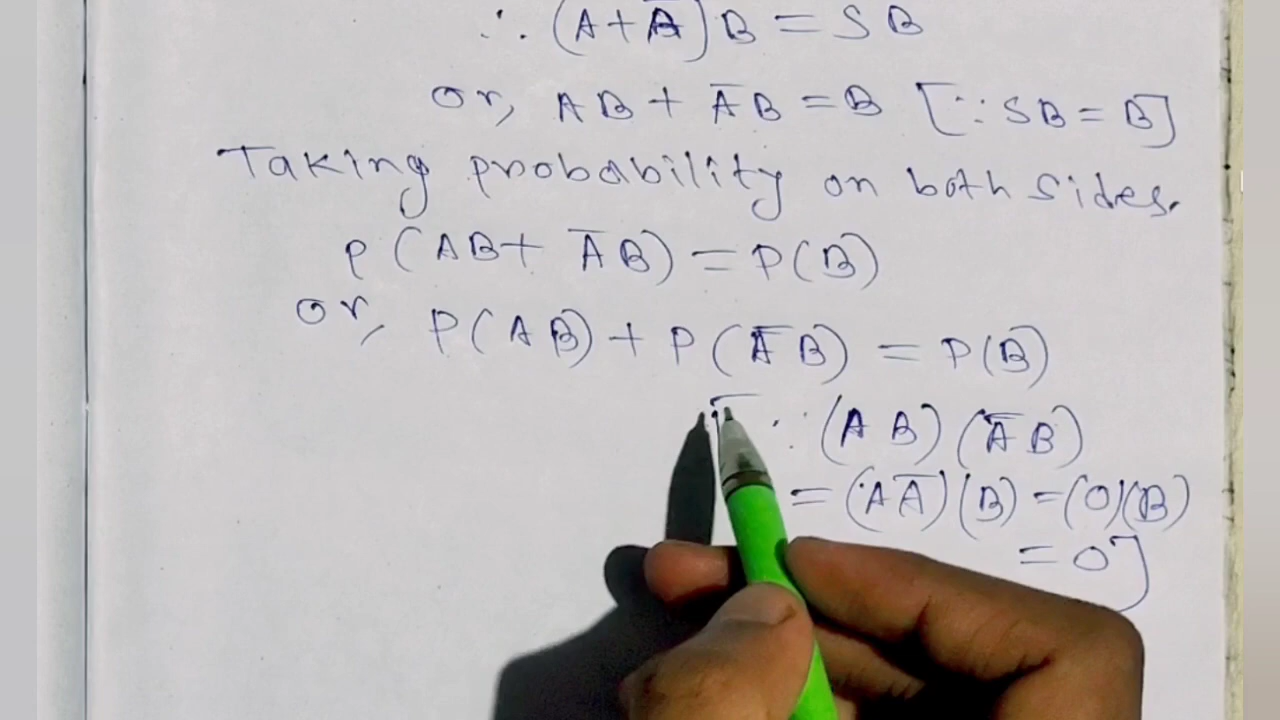 ∴ (A+Ā)B = SB
or, AB + ĀB = B [∵ SB = B]
Taking probability on both sides.
P(AB+ ĀB) = P(B)
or, P(AB) + P(ĀB) = P(B)
[∵ (AB)(ĀB)
= (AĀ)(B) = (0)(B)
= 0]